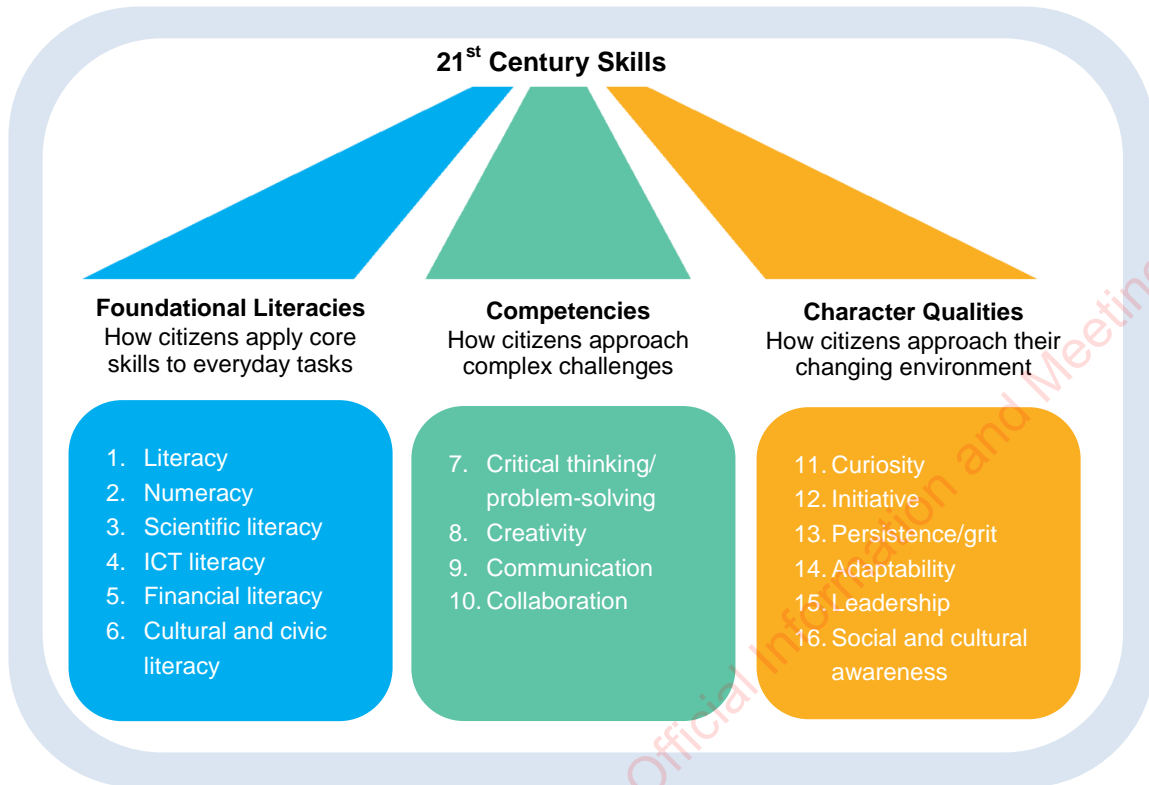 21st Century Skills
Foundational Literacies
How citizens apply core
skills to everyday tasks
Competencies
How citizens approach
complex challenges
Character Qualities
How citizens approach their
changing environment
1. Literacy
2. Numeracy
3. Scientific literacy
4. ICT literacy
5. Financial literacy
6. Cultural and civic
literacy
7. Critical thinking/
problem-solving
8. Creativity
9. Communication
10. Collaboration
11. Curiosity
12. Initiative
13. Persistence/grit
14. Adaptability
15. Leadership
16. Social and cultural
awareness
Official Information and Meeting